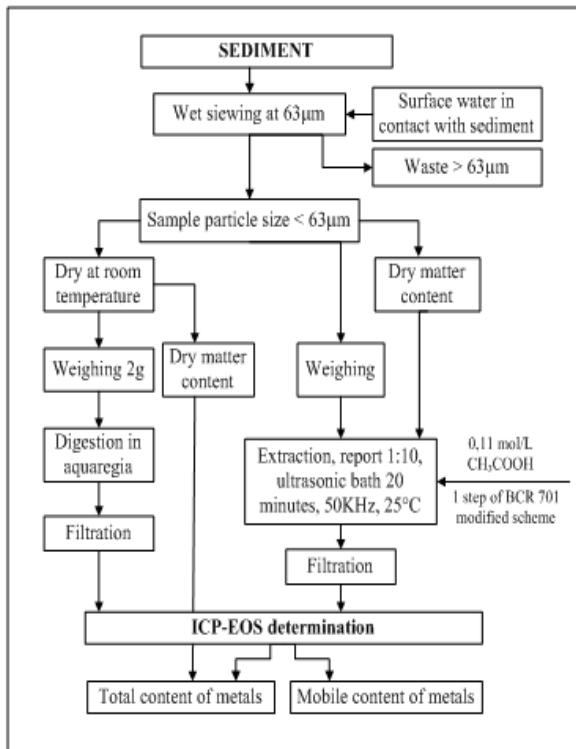 SEDIMENT
Wet siewing at 63μm
Surface water in
contact with sediment
Waste > 63μm
Sample particle size < 63μm
Dry at room
temperature
Dry matter
content
Weighing 2g
Dry matter
content
Weighing
Digestion in
aquaregia
Extraction, report 1:10,
ultrasonic bath 20
minutes, 50KHz, 25°C
0,11 mol/L
CH₃COOH
1 step of BCR 701
modified scheme
Filtration
Filtration
ICP-EOS determination
Total content of metals
Mobile content of metals